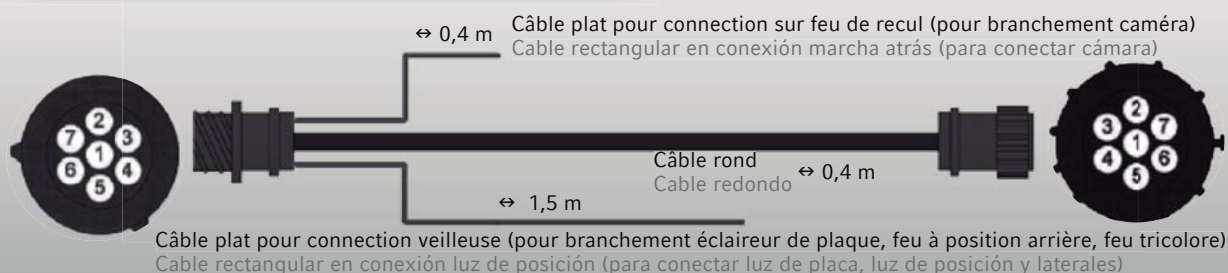 Câble plat pour connection sur feu de recul (pour branchement caméra)
↔ 0,4 m
Cable rectangular en conexión marcha atrás (para conectar cámara)
2
7 3
1
6 4
5
2
3 7
1
4 6
5
Câble rond
↔ 0,4 m
Cable redondo
↔ 1,5 m
Câble plat pour connection veilleuse (pour branchement éclaireur de plaque, feu à position arrière, feu tricolore)
Cable rectangular en conexión luz de posición (para conectar luz de placa, luz de posición y laterales)